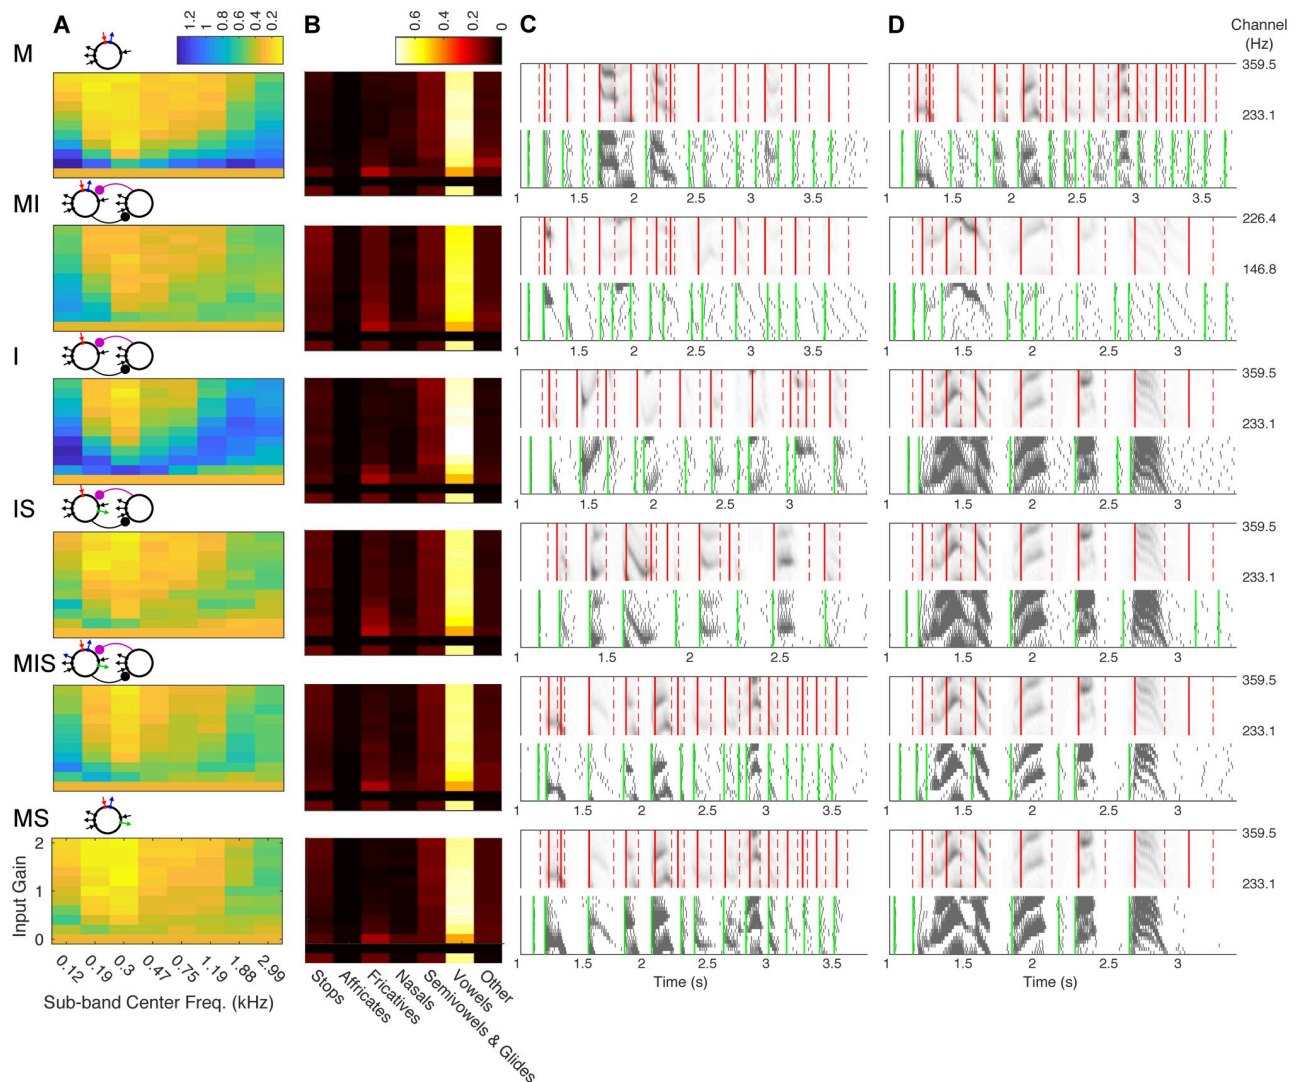 A
B
C
D
1.2
1
0.8
0.6
0.4
0.2
0.6
0.4
0.2
0
Channel
(Hz)
M
359.5
233.1
359.5
233.1
1 1.5 2 2.5 3 3.5
1 1.5 2 2.5 3 3.5
MI
226.4
146.8
1 1.5 2 2.5 3 3.5
1 1.5 2 2.5 3
I
359.5
233.1
1 1.5 2 2.5 3
1 1.5 2 2.5 3
IS
359.5
233.1
1 1.5 2 2.5
1 1.5 2 2.5 3
MIS
359.5
233.1
1 1.5 2 2.5 3 3.5
1 1.5 2 2.5 3
MS
359.5
233.1
Input Gain
2
1
0
0.12 0.19 0.3 0.47 0.75 1.19 1.88 2.99
Sub-band Center Freq. (kHz)
Stops
Affricates
Fricatives
Nasals
Semivowels & Glides
Vowels
Other
1 1.5 2 2.5 3 3.5
Time (s)
1 1.5 2 2.5 3
Time (s)